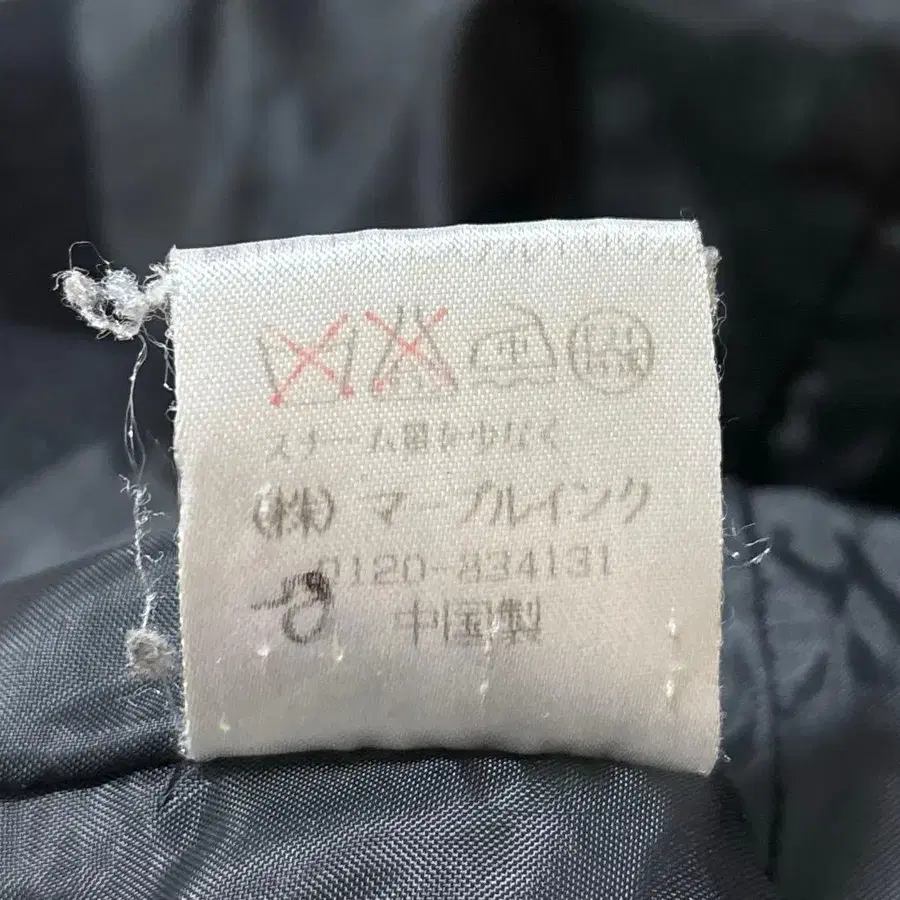 中
スチーム量を少なく
(株)マーブルインク
0120-834131
中国製